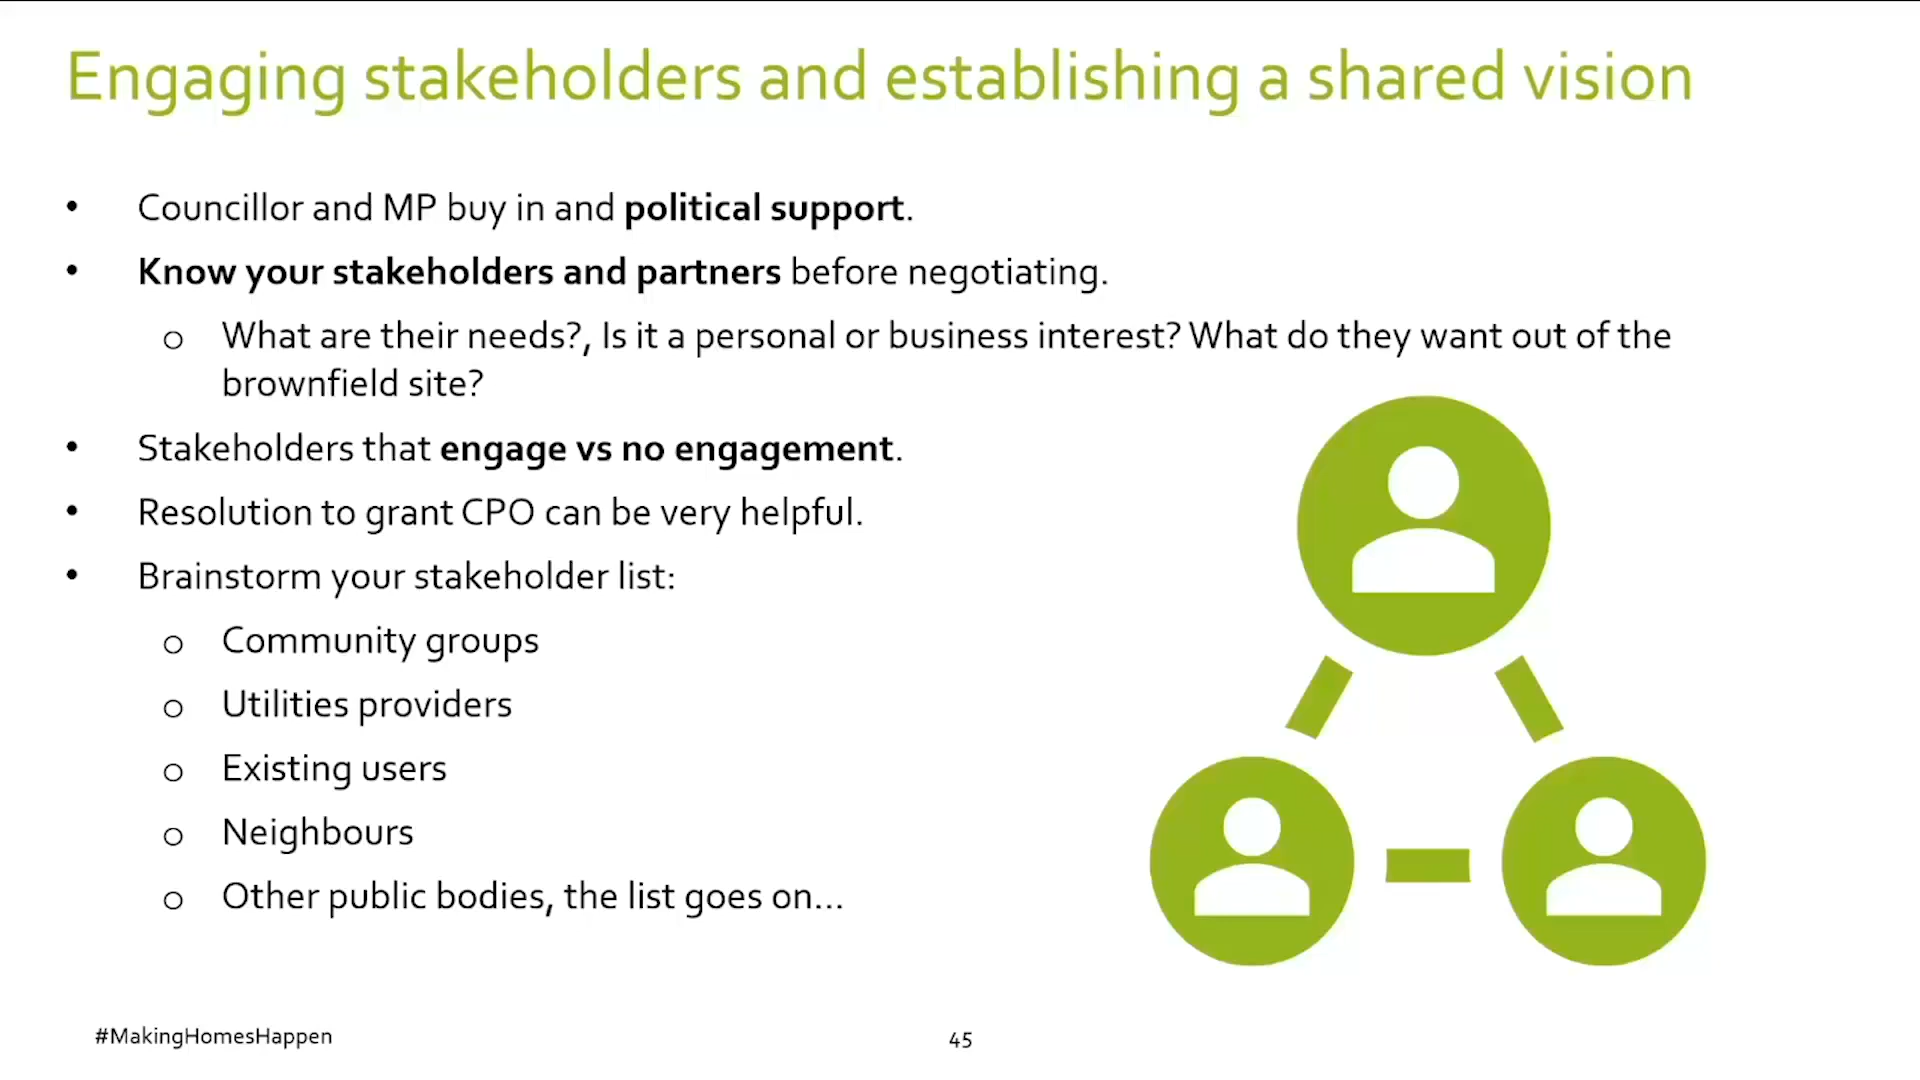 Engaging stakeholders and establishing a shared vision
• Councillor and MP buy in and political support.
• Know your stakeholders and partners before negotiating.
o What are their needs?, Is it a personal or business interest? What do they want out of the
brownfield site?
• Stakeholders that engage vs no engagement.
• Resolution to grant CPO can be very helpful.
• Brainstorm your stakeholder list:
o Community groups
o Utilities providers
o Existing users
o Neighbours
o Other public bodies, the list goes on...
#MakingHomesHappen
45